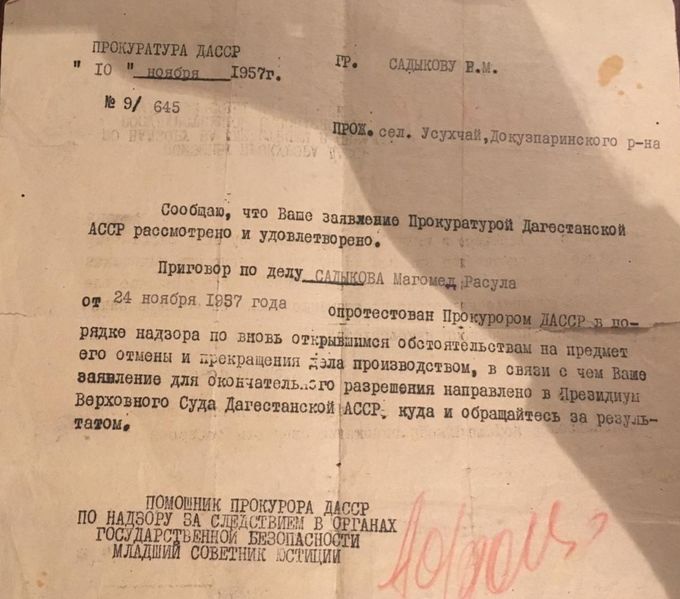 ПРОКУРАТУРА ДАССР
" 10 " ноября 1957г.
№ 9/ 645
ГР. САДЫКОВУ Н.М.
ПРОЖ. сел. Усухчай, Докузпаринского р-на
Сообщаю, что Ваше заявление Прокуратурой Дагестанской
АССР рассмотрено и удовлетворено.
Приговор по делу САДЫКОВА Магомед Расула
от 24 ноября 1957 года опротестован Прокурором ДАССР в по-
рядке надзора по вновь открывшимся обстоятельствам на предмет
его отмены и прекращения дела производством, в связи с чем Ваше
заявление для окончательного разрешения направлено в Президиум
Верховного Суда Дагестанской АССР, куда и обращайтесь за резуль-
татом.
ПОМОШНИК ПРОКУРОРА ДАССР
ПО НАДЗОРУ ЗА СЛЕДСТВИЕМ В ОРГАНАХ
ГОСУДАРСТВЕННОЙ БЕЗОПАСНОСТИ
МЛАДШИЙ СОВЕТНИК ЮСТИЦИИ